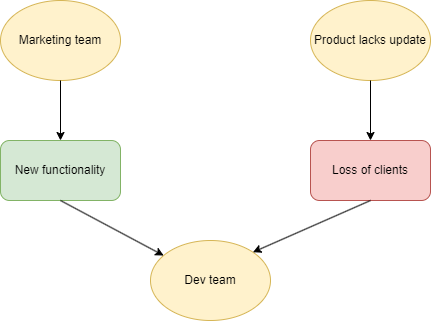 Marketing team
Product lacks update
New functionality
Loss of clients
Dev team